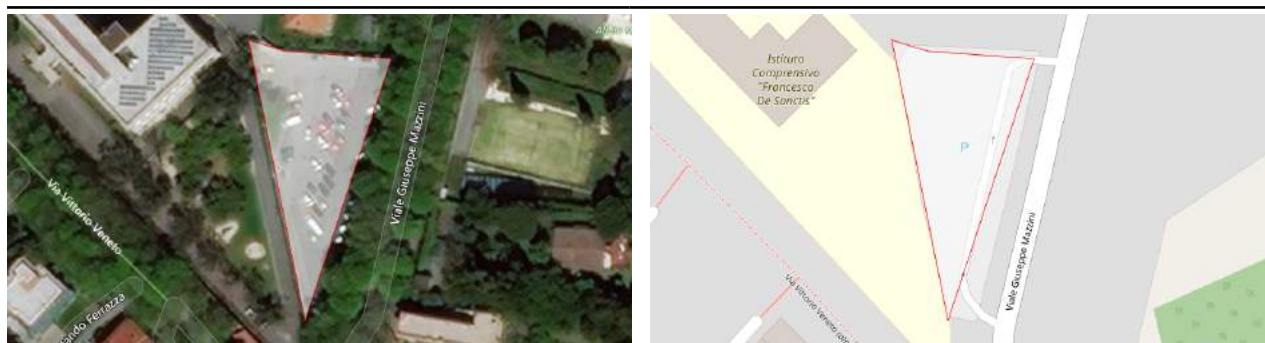 Via Vittorio Veneto
Viale Giuseppe Mazzini
Istituto
Comprensivo
"Francesco
De Sanctis"
P
Viale Giuseppe Mazzini
Via Vittorio Veneto